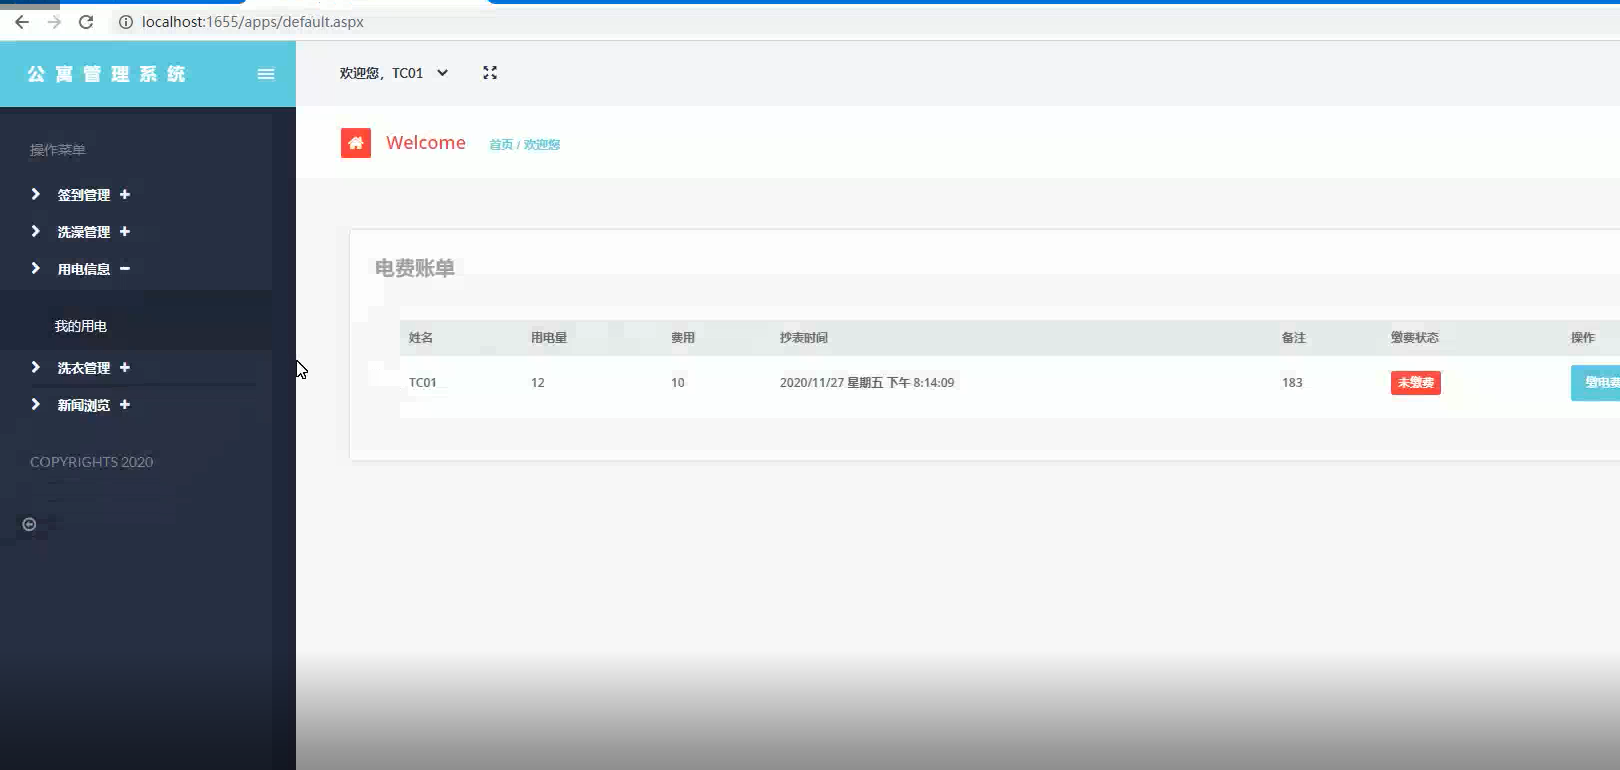 localhost:1655/apps/default.aspx
公寓管理系统
欢迎您，TC01
操作菜单
签到管理
洗澡管理
用电信息
我的用电
洗衣管理
新闻浏览
COPYRIGHTS 2020
Welcome 首页 / 欢迎您
电费账单
姓名 用电量 费用 抄表时间 备注 缴费状态 操作
TC01 12 10 2020/11/27 星期五 下午 8:14:09 183 未缴费 缴电费